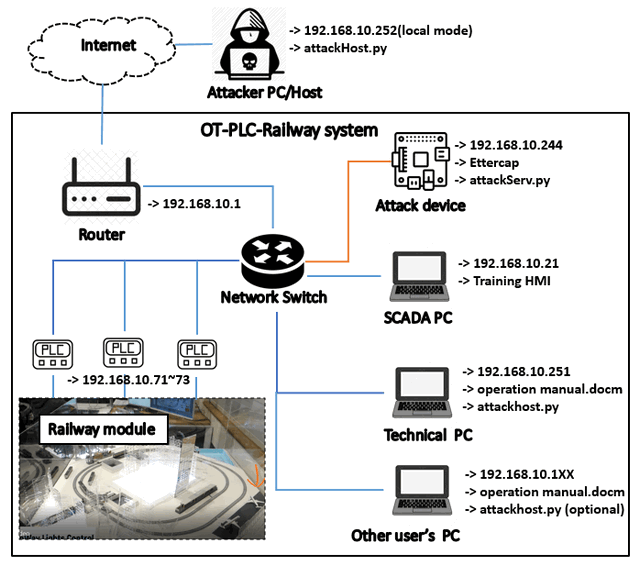 Internet
-> 192.168.10.252(local mode)
-> attackHost.py
Attacker PC/Host
OT-PLC-Railway system
-> 192.168.10.244
-> Ettercap
-> attackServ.py
Attack device
-> 192.168.10.1
Router
Network Switch
-> 192.168.10.21
-> Training HMI
SCADA PC
PLC
PLC
PLC
-> 192.168.10.71~73
-> 192.168.10.251
-> operation manual.docm
-> attackhost.py
Technical PC
Railway module
-> 192.168.10.1XX
-> operation manual.docm
-> attackhost.py (optional)
Other user's PC
Lights Control